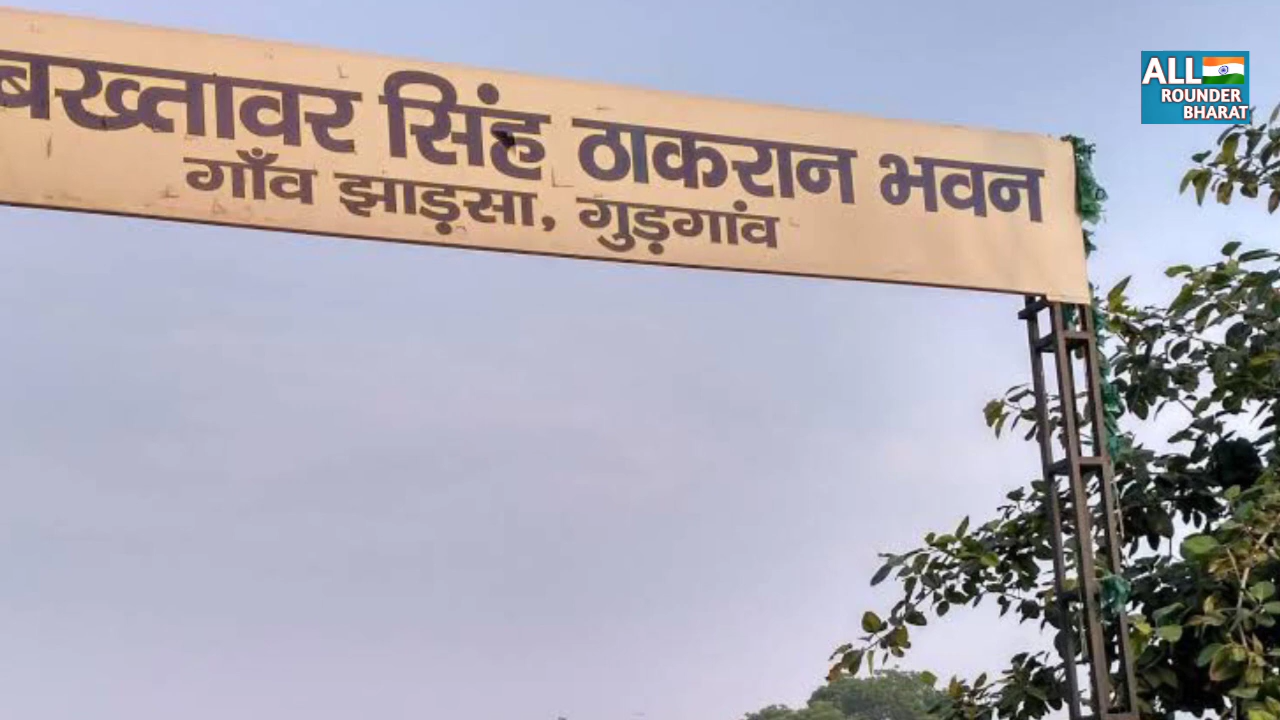 बख्तावर सिंह ठाकरान भवन
गाँव झाड़सा, गुड़गांव
ALL
ROUNDER
BHARAT